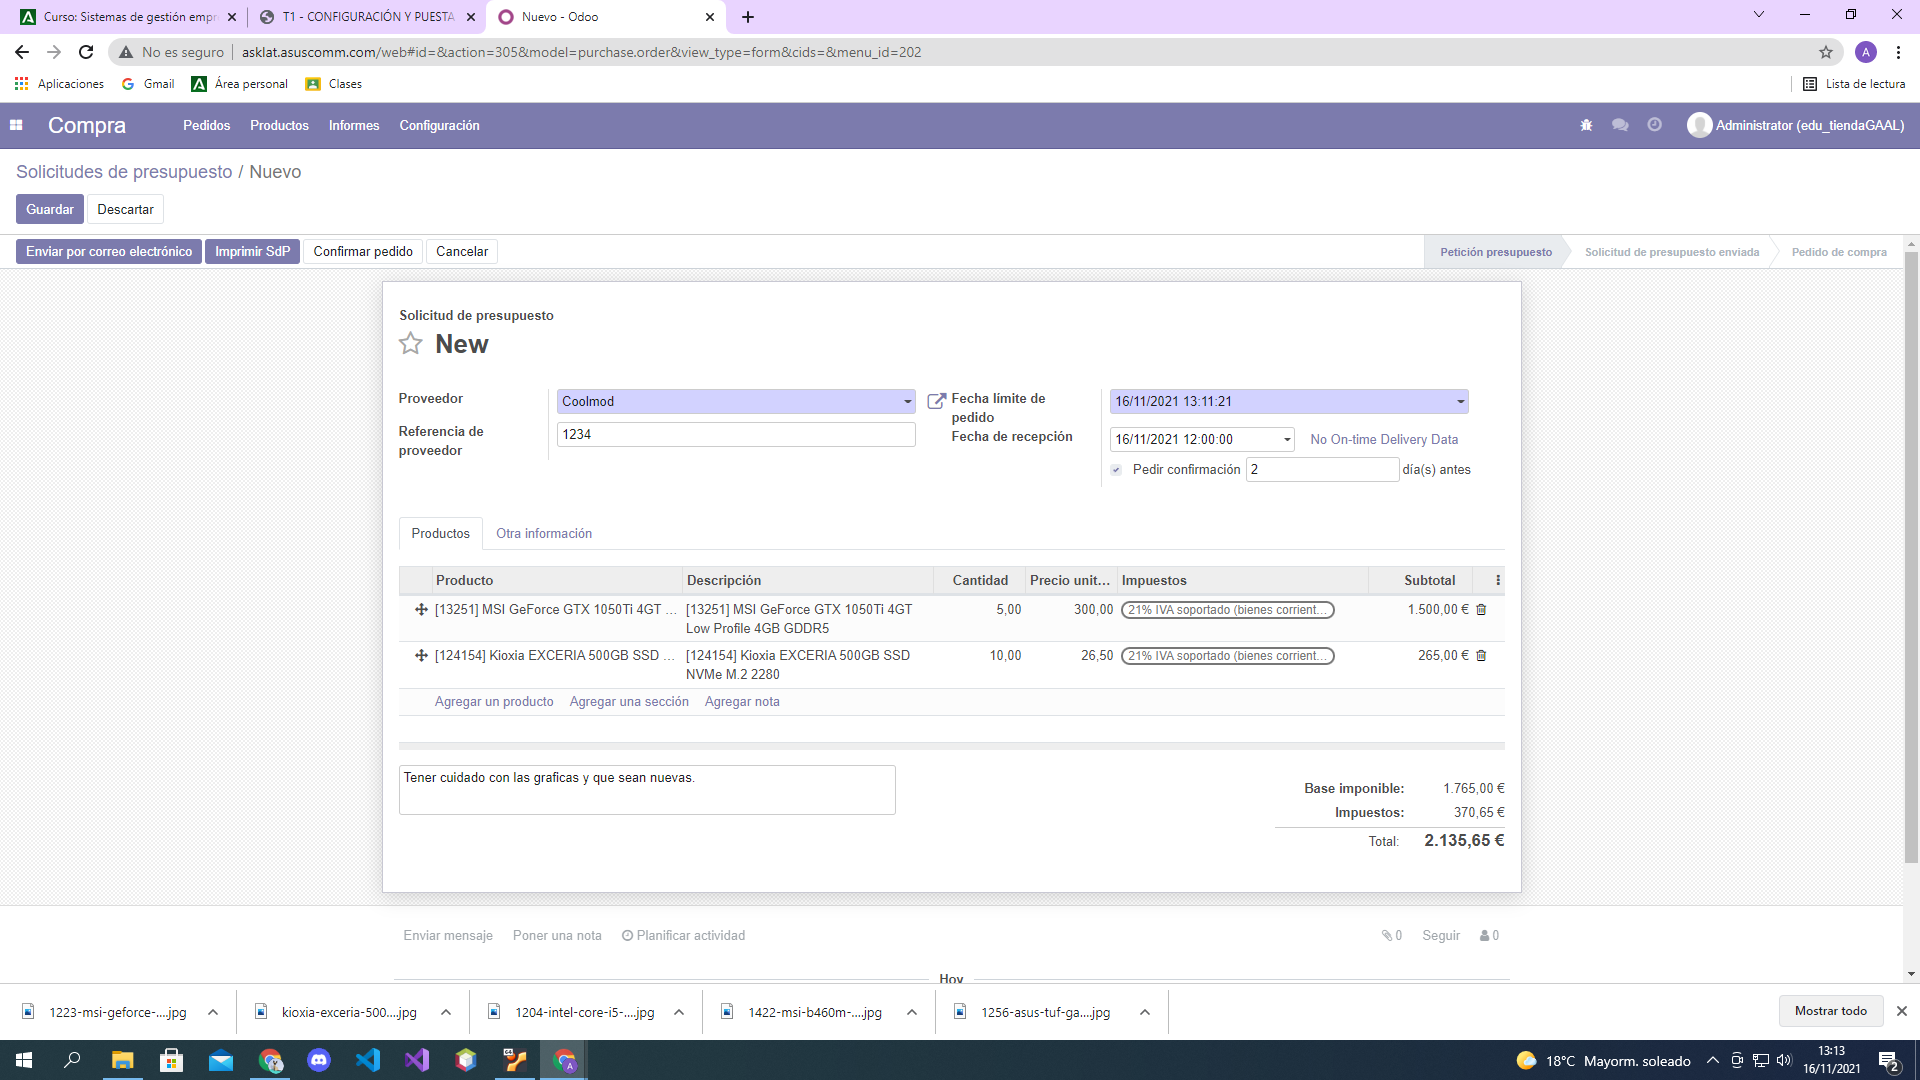 Curso: Sistemas de gestión empr
T1 - CONFIGURACIÓN Y PUESTA
Nuevo - Odoo
No es seguro
asklat.asuscomm.com/web#id=&action=305&model=purchase.order&view_type=form&cids=&menu_id=202
A
Aplicaciones
Gmail
Área personal
Clases
Lista de lectura
Compra
Pedidos
Productos
Informes
Configuración
Administrator (edu_tiendaGAAL)
Solicitudes de presupuesto / Nuevo
Guardar
Descartar
Enviar por correo electrónico
Imprimir SdP
Confirmar pedido
Cancelar
Petición presupuesto
Solicitud de presupuesto enviada
Pedido de compra
Solicitud de presupuesto
New
Proveedor
Coolmod
Referencia de
proveedor
1234
Fecha límite de
pedido
16/11/2021 13:11:21
Fecha de recepción
16/11/2021 12:00:00
No On-time Delivery Data
Pedir confirmación
2
día(s) antes
Productos
Otra información
Producto
Descripción
Cantidad
Precio unit...
Impuestos
Subtotal
[13251] MSI GeForce GTX 1050Ti 4GT ...
[13251] MSI GeForce GTX 1050Ti 4GT
Low Profile 4GB GDDR5
5,00
300,00
21% IVA soportado (bienes corrient...
1.500,00 €
[124154] Kioxia EXCERIA 500GB SSD ...
[124154] Kioxia EXCERIA 500GB SSD
NVMe M.2 2280
10,00
26,50
21% IVA soportado (bienes corrient...
265,00 €
Agregar un producto
Agregar una sección
Agregar nota
Tener cuidado con las graficas y que sean nuevas.
Base imponible:
1.765,00 €
Impuestos:
370,65 €
Total:
2.135,65 €
Enviar mensaje
Poner una nota
Planificar actividad
0
Seguir
0
Hoy
1223-msi-geforce-....jpg
kioxia-exceria-500....jpg
1204-intel-core-i5-....jpg
1422-msi-b460m-....jpg
1256-asus-tuf-ga....jpg
Mostrar todo
18°C
Mayorm. soleado
13:13
16/11/2021
2